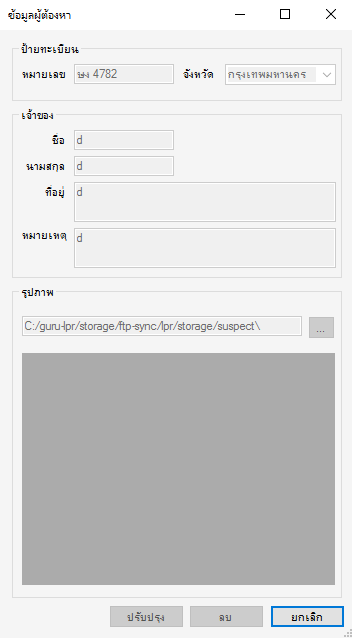 ข้อมูลผู้ต้องหา
ป้ายทะเบียน
หมายเลข ษง 4782 จังหวัด กรุงเทพมหานคร
เจ้าของ
ชื่อ d
นามสกุล d
ที่อยู่ d
หมายเหตุ d
รูปภาพ
C:/guru-lpr/storage/ftp-sync/lpr/storage/suspect\ ...
ปรับปรุง ลบ ยกเลิก